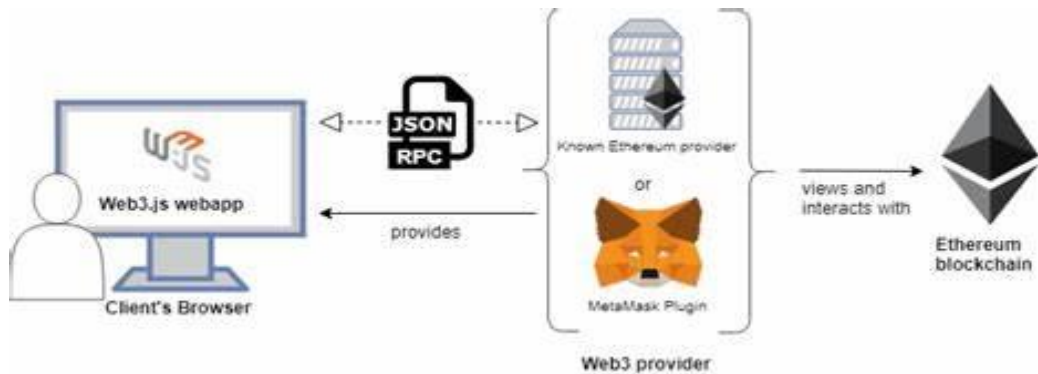 W3JS
Web3.js webapp
Client's Browser
JSON
RPC
provides
Known Ethereum provider
or
MetaMask Plugin
Web3 provider
views and
interacts with
Ethereum
blockchain